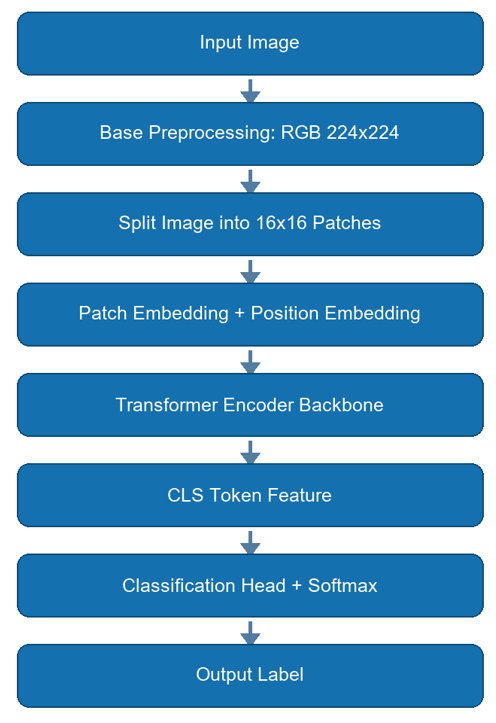 Input Image
Base Preprocessing: RGB 224x224
Split Image into 16x16 Patches
Patch Embedding + Position Embedding
Transformer Encoder Backbone
CLS Token Feature
Classification Head + Softmax
Output Label